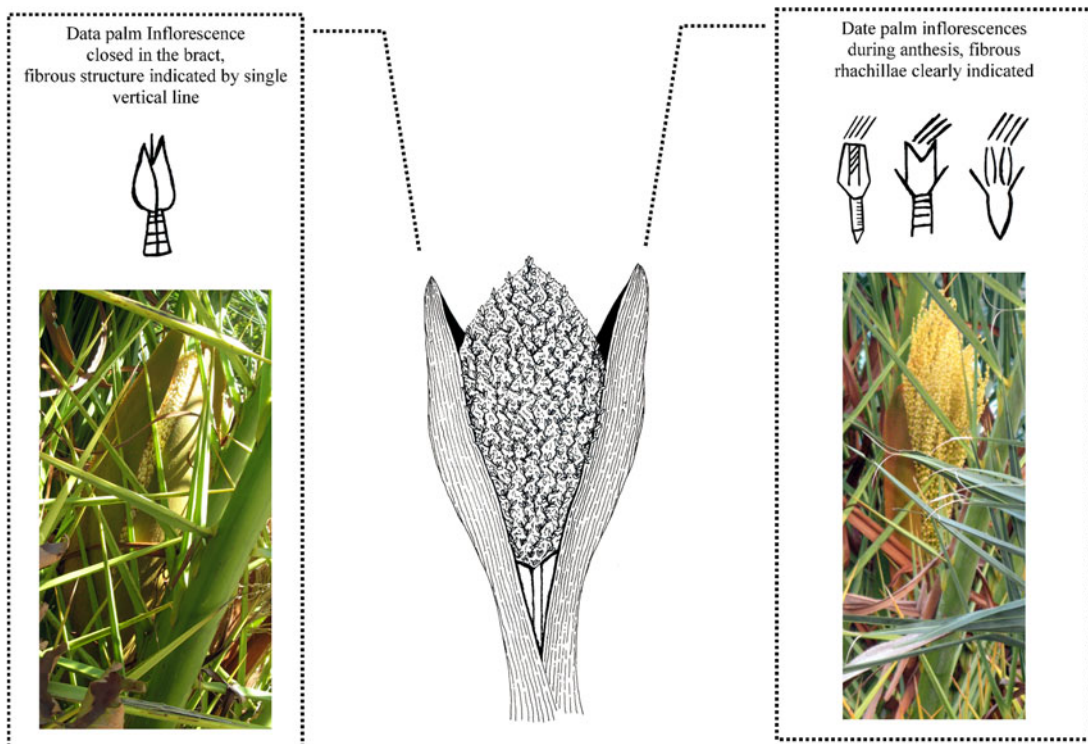 Data palm Inflorescence
closed in the bract,
fibrous structure indicated by single
vertical line
Date palm inflorescences
during anthesis, fibrous
rhachillae clearly indicated